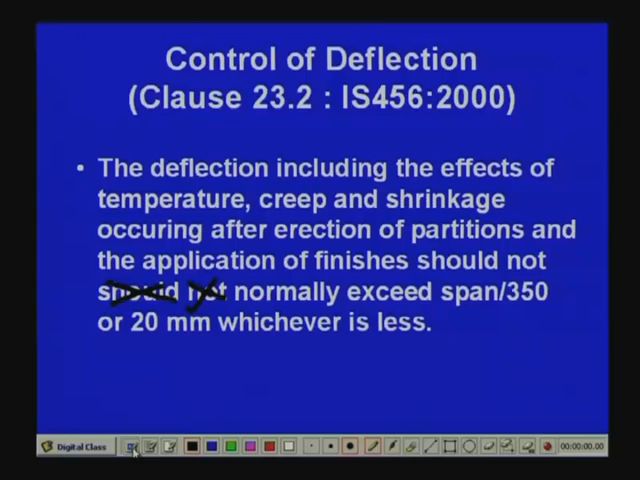 Control of Deflection
(Clause 23.2 : IS456:2000)
• The deflection including the effects of
temperature, creep and shrinkage
occuring after erection of partitions and
the application of finishes should not
should not normally exceed span/350
or 20 mm whichever is less.
Digital Class
00:00:00.00